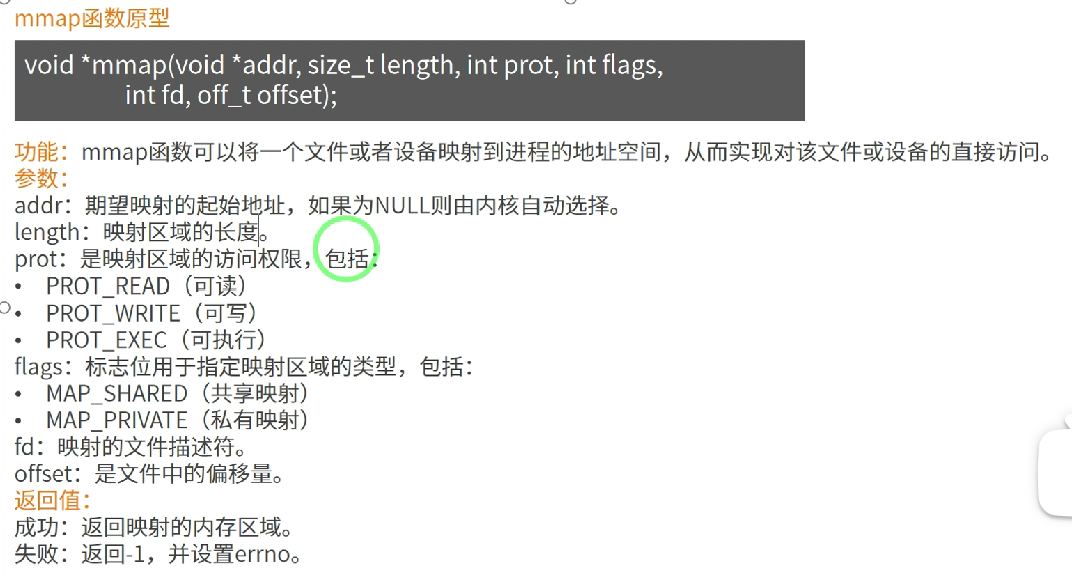 mmap函数原型
void *mmap(void *addr, size_t length, int prot, int flags,
int fd, off_t offset);
功能：mmap函数可以将一个文件或者设备映射到进程的地址空间，从而实现对该文件或设备的直接访问。
参数：
addr：期望映射的起始地址，如果为NULL则由内核自动选择。
length：映射区域的长度。
prot：是映射区域的访问权限，包括：
• PROT_READ（可读）
• PROT_WRITE（可写）
• PROT_EXEC（可执行）
flags：标志位用于指定映射区域的类型，包括：
• MAP_SHARED（共享映射）
• MAP_PRIVATE（私有映射）
fd：映射的文件描述符。
offset：是文件中的偏移量。
返回值：
成功：返回映射的内存区域。
失败：返回-1，并设置errno。